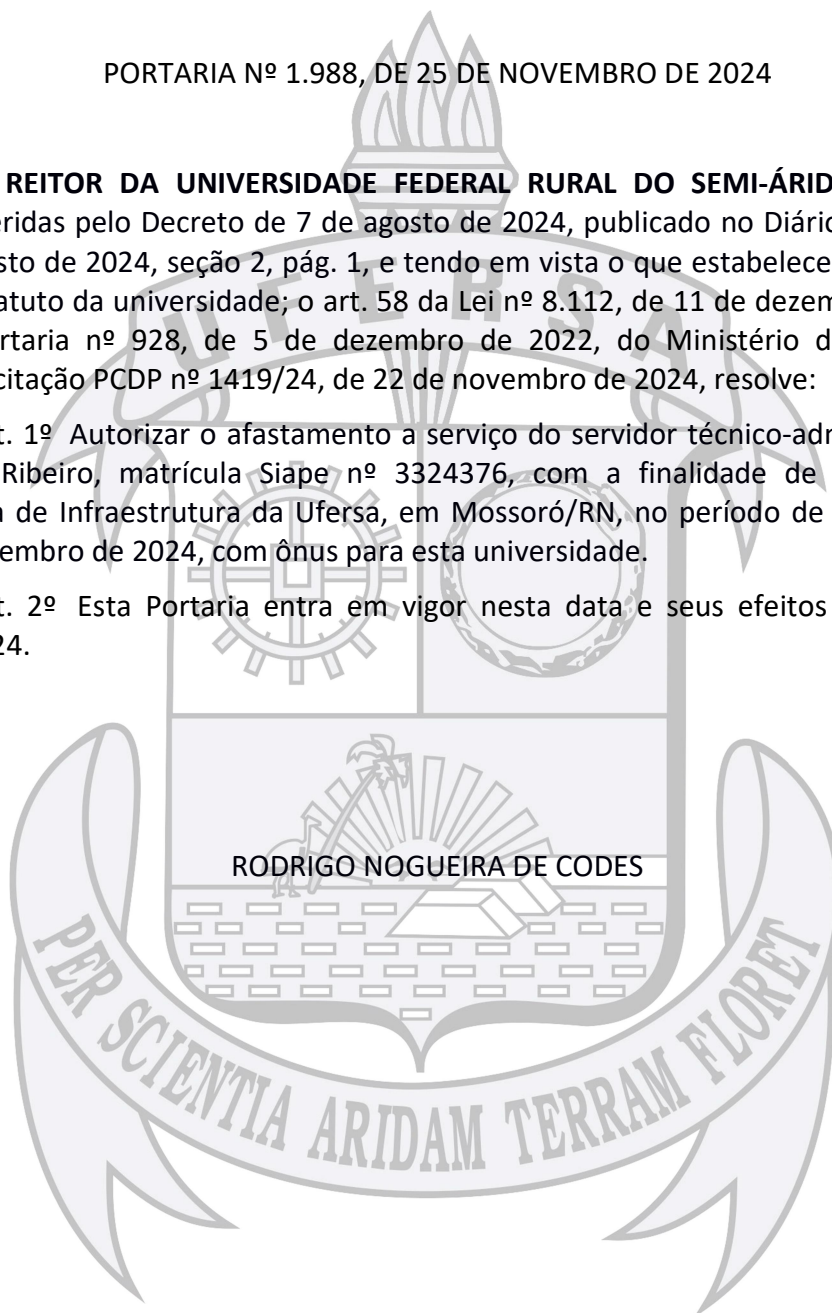 PORTARIA Nº 1.988, DE 25 DE NOVEMBRO DE 2024
REITOR DA UNIVERSIDADE FEDERAL RURAL DO SEMI-ÁRID
eridas pelo Decreto de 7 de agosto de 2024, publicado no Diário
sto de 2024, seção 2, pág. 1, e tendo em vista o que estabelece
tatuto da universidade; o art. 58 da Lei nº 8.112, de 11 de dezem
rtaria nº 928, de 5 de dezembro de 2022, do Ministério d
citação PCDP nº 1419/24, de 22 de novembro de 2024, resolve:
t. 1º Autorizar o afastamento a serviço do servidor técnico-adr
Ribeiro, matrícula Siape nº 3324376, com a finalidade de
a de Infraestrutura da Ufersa, em Mossoró/RN, no período de
embro de 2024, com ônus para esta universidade.
t. 2º Esta Portaria entra em vigor nesta data e seus efeitos
24.
RODRIGO NOGUEIRA DE CODES
UFERSA
PER SCIENTIA ARIDAM TERRAM FLORET